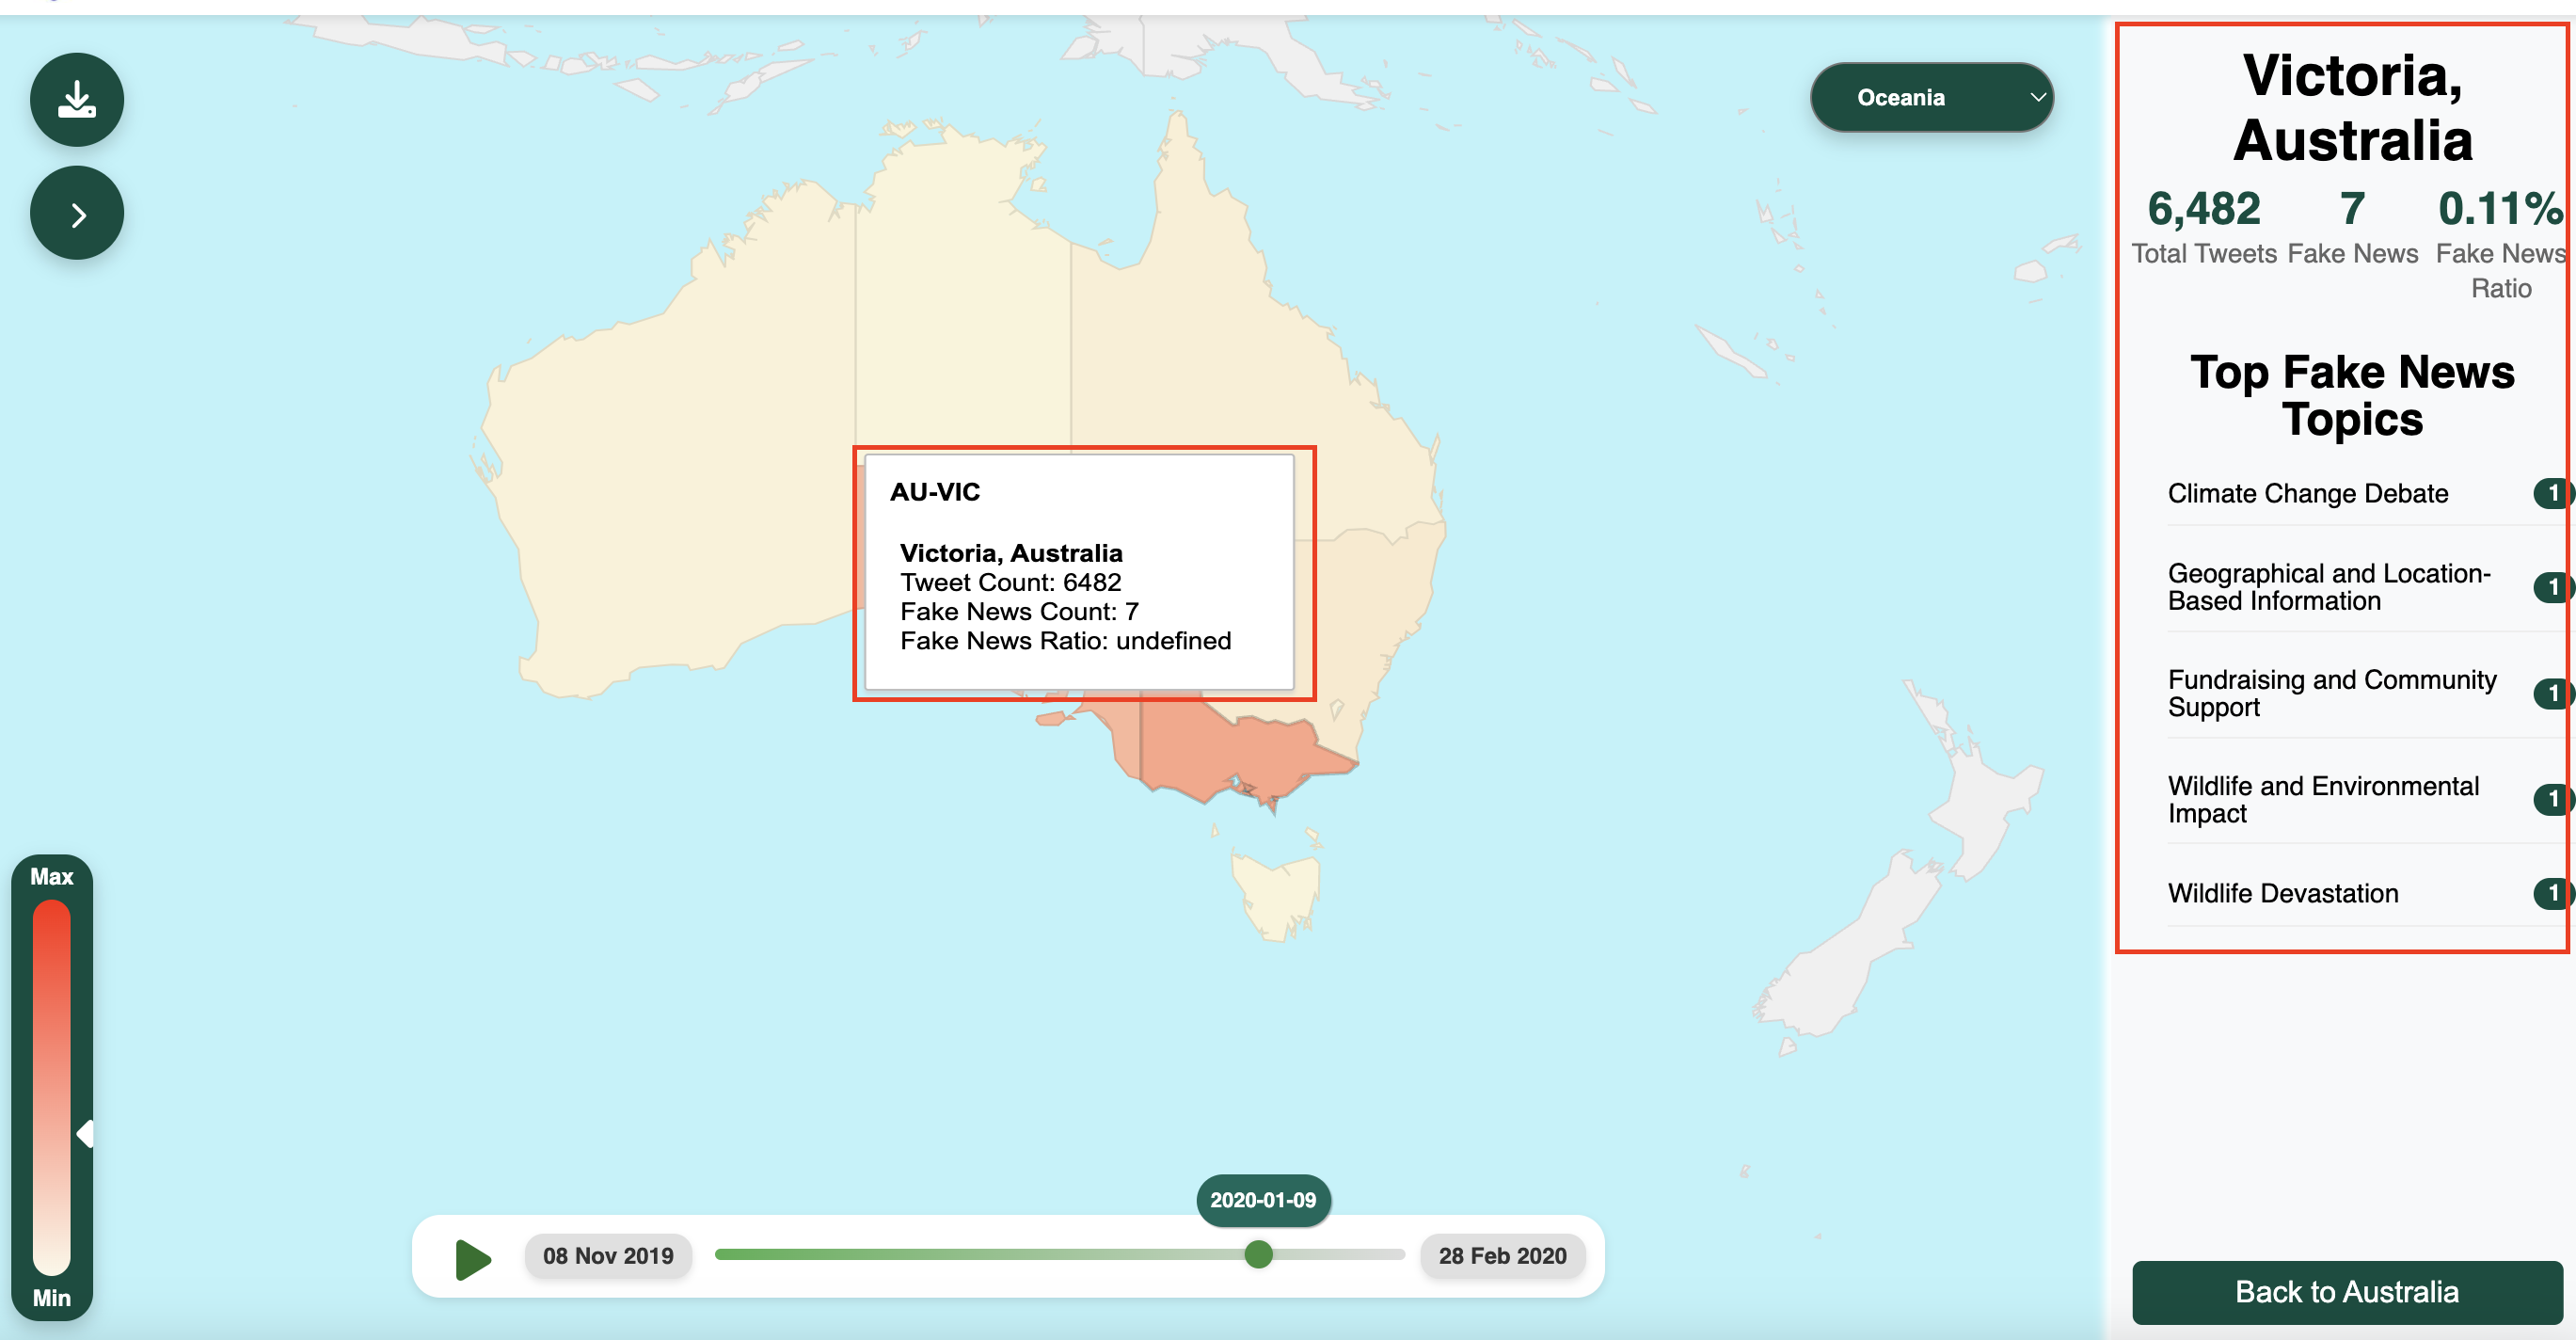 Oceania
AU-VIC
Victoria, Australia
Tweet Count: 6482
Fake News Count: 7
Fake News Ratio: undefined
Max
Min
2020-01-09
08 Nov 2019
28 Feb 2020
Victoria,
Australia
6,482 7 0.11%
Total Tweets Fake News Fake News
Ratio
Top Fake News
Topics
Climate Change Debate 1
Geographical and Location-
Based Information 1
Fundraising and Community
Support 1
Wildlife and Environmental
Impact 1
Wildlife Devastation 1
Back to Australia